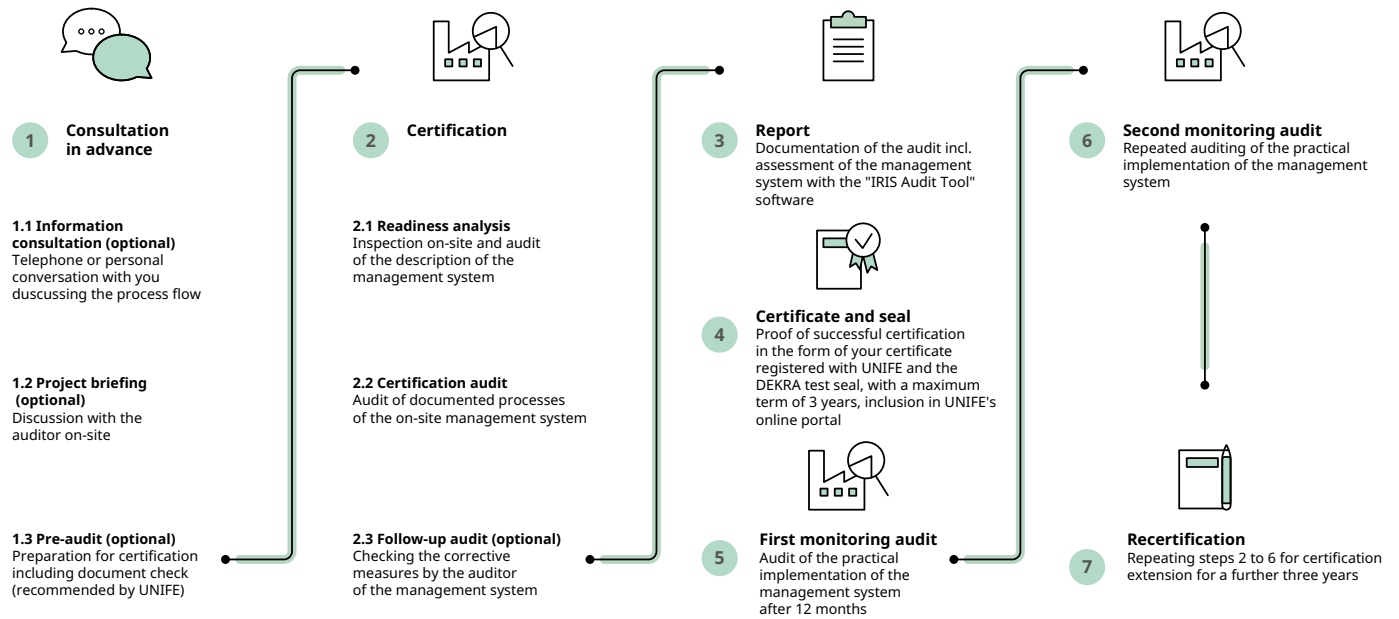 1
Consultation
in advance
1.1 Information
consultation (optional)
Telephone or personal
conversation with you
duscussing the process flow
1.2 Project briefing
(optional)
Discussion with the
auditor on-site
1.3 Pre-audit (optional)
Preparation for certification
including document check
(recommended by UNIFE)
2
Certification
2.1 Readiness analysis
Inspection on-site and audit
of the description of the
management system
2.2 Certification audit
Audit of documented processes
of the on-site management system
2.3 Follow-up audit (optional)
Checking the corrective
measures by the auditor
of the management system
3
Report
Documentation of the audit incl.
assessment of the management
system with the "IRIS Audit Tool"
software
4
Certificate and seal
Proof of successful certification
in the form of your certificate
registered with UNIFE and the
DEKRA test seal, with a maximum
term of 3 years, inclusion in UNIFE's
online portal
5
First monitoring audit
Audit of the practical
implementation of the
management system
after 12 months
6
Second monitoring audit
Repeated auditing of the practical
implementation of the management
system
7
Recertification
Repeating steps 2 to 6 for certification
extension for a further three years